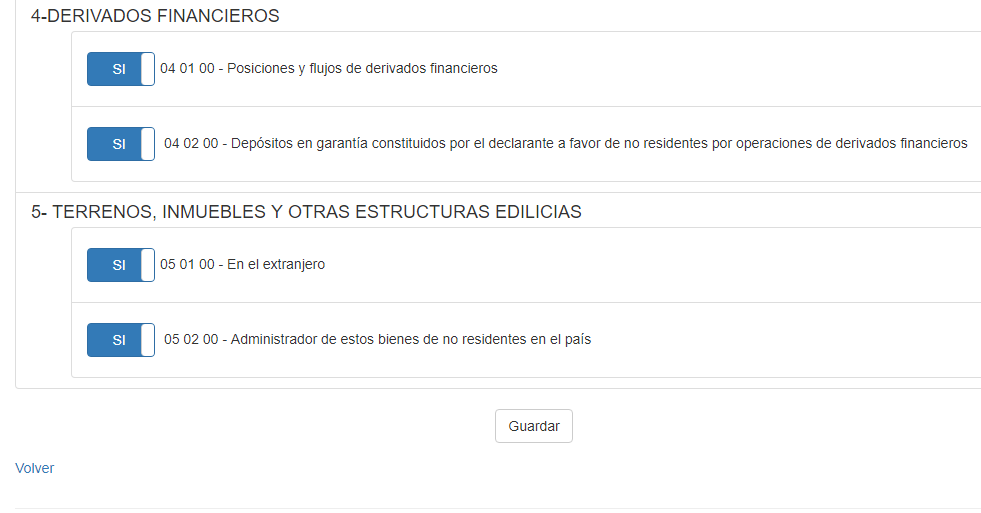 4-DERIVADOS FINANCIEROS
SI 04 01 00 - Posiciones y flujos de derivados financieros
SI 04 02 00 - Depósitos en garantía constituidos por el declarante a favor de no residentes por operaciones de derivados financieros
5- TERRENOS, INMUEBLES Y OTRAS ESTRUCTURAS EDILICIAS
SI 05 01 00 - En el extranjero
SI 05 02 00 - Administrador de estos bienes de no residentes en el país
Guardar
Volver